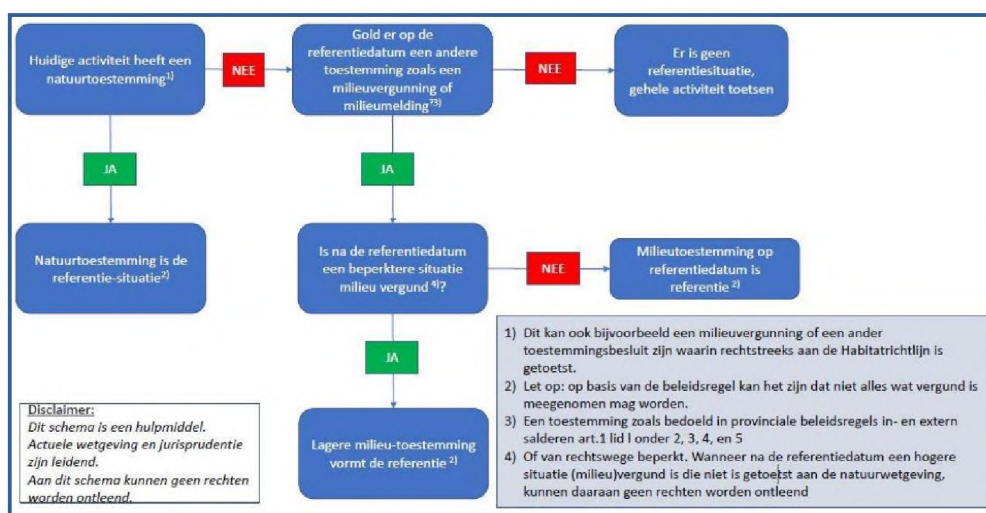 Huidige activiteit heeft een
natuurtoestemming1)
NEE
Gold er op de
referentiedatum een andere
toestemming zoals een
milieuvergunning of
milieumelding?3)
NEE
Er is geen
referentiesituatie,
gehele activiteit toetsen
JA
JA
Natuurtoestemming is de
referentie-situatie2)
Is na de referentiedatum
een beperktere situatie
milieu vergund 4)?
NEE
Milieutoestemming op
referentiedatum is
referentie 2)
JA
Lagere milieu-toestemming
vormt de referentie 2)
Disclaimer:
Dit schema is een hulpmiddel.
Actuele wetgeving en jurisprudentie
zijn leidend.
Aan dit schema kunnen geen rechten
worden ontleend.
1) Dit kan ook bijvoorbeeld een milieuvergunning of een ander
toestemmingsbesluit zijn waarin rechtstreeks aan de Habitatrichtlijn is
getoetst.
2) Let op: op basis van de beleidsregel kan het zijn dat niet alles wat vergund is
meegenomen mag worden.
3) Een toestemming zoals bedoeld in provinciale beleidsregels in- en extern
salderen art.1 lid l onder 2, 3, 4, en 5
4) Of van rechtswege beperkt. Wanneer na de referentiedatum een hogere
situatie (milieu)vergund is die niet is getoetst aan de natuurwetgeving,
kunnen daaraan geen rechten worden ontleend